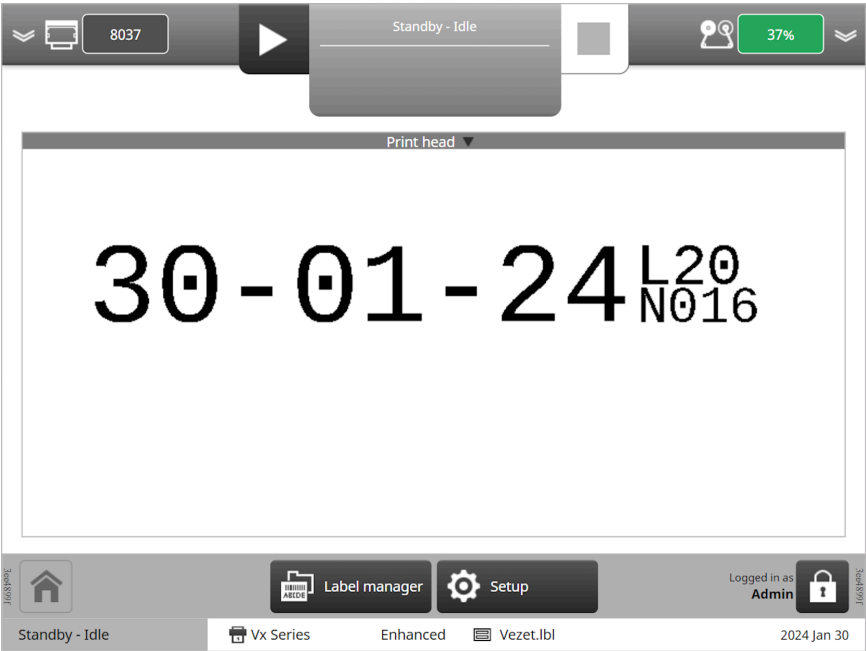 8037
Standby - Idle
37%
Print head
30-01-24
L20
N016
ABCDE
Label manager
Setup
Logged in as
Admin
Standby - Idle
Vx Series
Enhanced
Vezet.lbl
2024 Jan 30